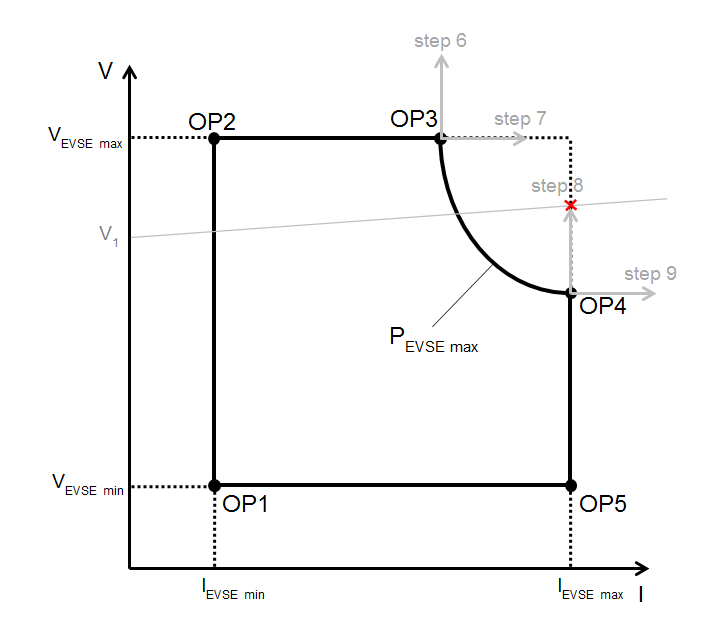 step 6
V
OP2
OP3
step 7
V EVSE max
step 8
V1
step 9
OP4
P EVSE max
V EVSE min
OP1
OP5
I EVSE min
I EVSE max
I